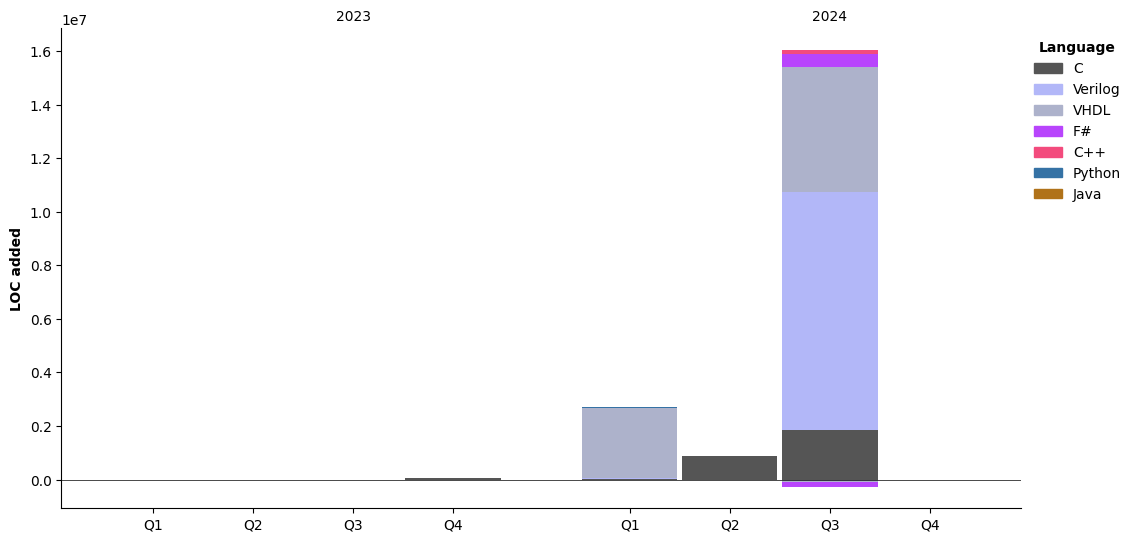 2023 2024
1e7
1.6
1.4
1.2
1.0
0.8
0.6
0.4
0.2
0.0
LOC added
Q1 Q2 Q3 Q4 Q1 Q2 Q3 Q4
Language
C
Verilog
VHDL
F#
C++
Python
Java